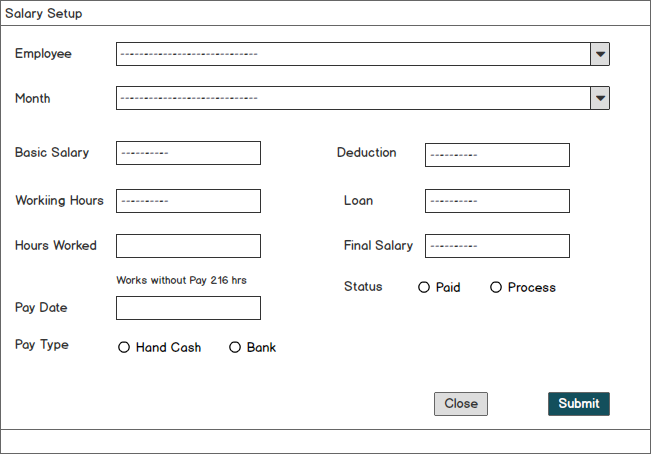 Salary Setup
Employee ----------------------------
Month ----------------------------
Basic Salary ---------- Deduction ----------
Workiing Hours ---------- Loan ----------
Hours Worked Final Salary ----------
Works without Pay 216 hrs
Status Paid Process
Pay Date
Pay Type Hand Cash Bank
Close Submit